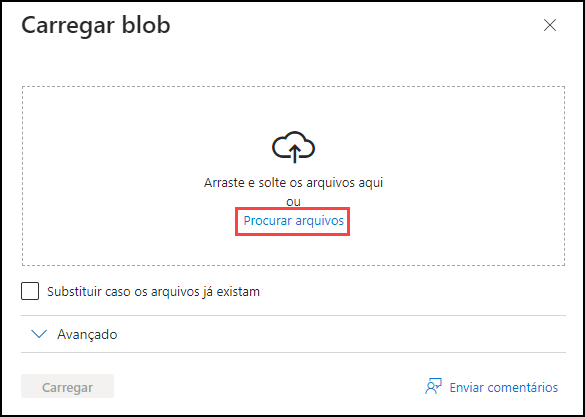 Carregar blob
Arraste e solte os arquivos aqui
ou
Procurar arquivos
Substituir caso os arquivos já existam
Avançado
Carregar
Enviar comentários